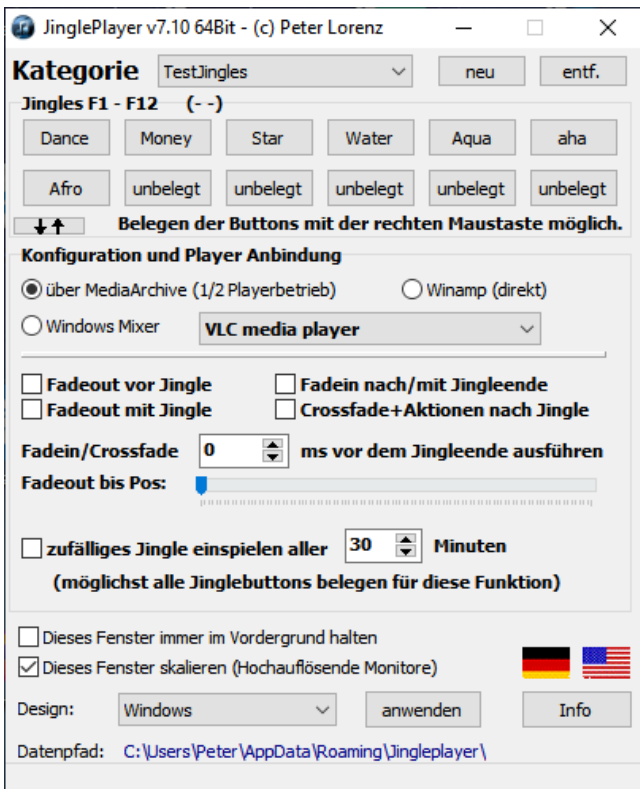 JinglePlayer v7.10 64Bit - (c) Peter Lorenz
Kategorie TestJingles neu entf.
Jingles F1 - F12 (- -)
Dance Money Star Water Aqua aha
Afro unbelegt unbelegt unbelegt unbelegt unbelegt
Belegen der Buttons mit der rechten Maustaste möglich.
Konfiguration und Player Anbindung
über MediaArchive (1/2 Playerbetrieb) Winamp (direkt)
Windows Mixer VLC media player
Fadeout vor Jingle Fadein nach/mit Jingleende
Fadeout mit Jingle Crossfade+Aktionen nach Jingle
Fadein/Crossfade 0 ms vor dem Jingleende ausführen
Fadeout bis Pos:
zufälliges Jingle einspielen aller 30 Minuten
(möglichst alle Jinglebuttons belegen für diese Funktion)
Dieses Fenster immer im Vordergrund halten
Dieses Fenster skalieren (Hochauflösende Monitore)
Design: Windows anwenden Info
Datenpfad: C:\Users\Peter\AppData\Roaming\Jingleplayer\